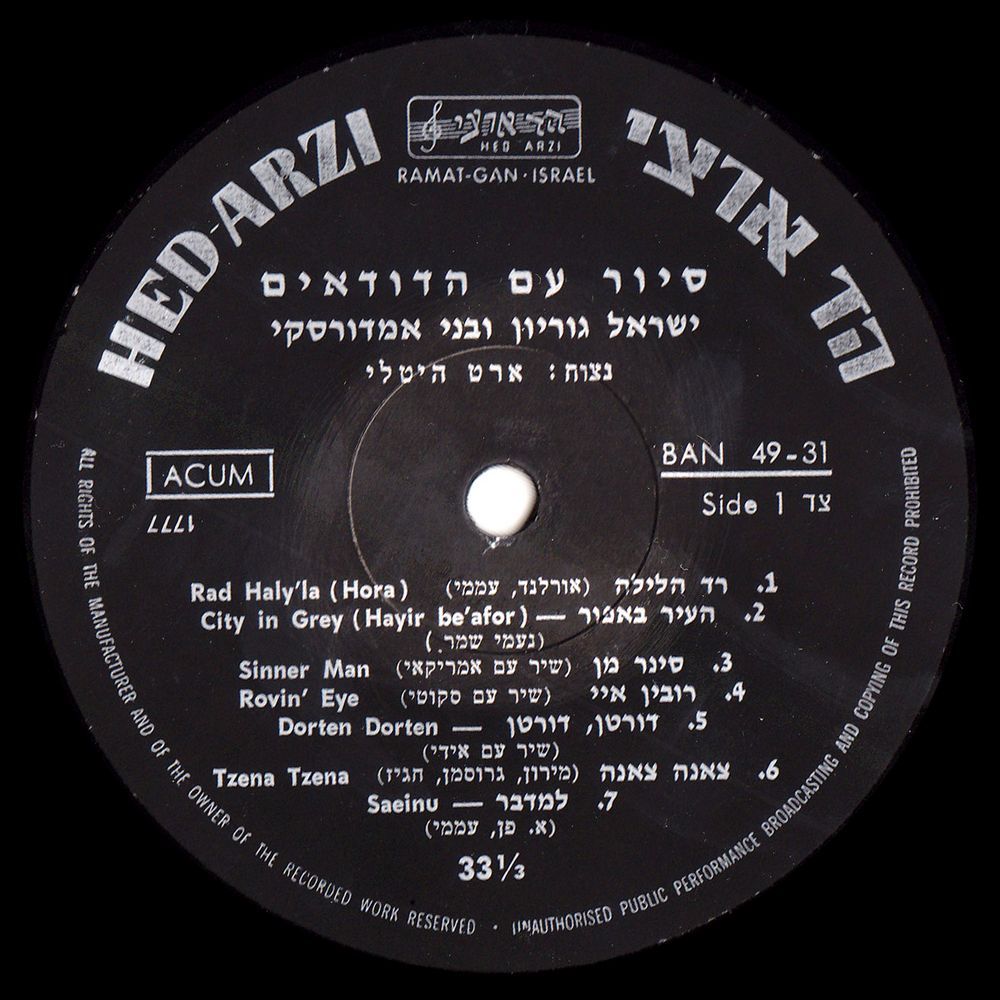 HED-ARZI
הד ארצי
HED ARZI
RAMAT-GAN · ISRAEL
הד ארצי
סיור עם הדודאים
ישראל גוריון ובני אמדורסקי
נצוח: ארט היטלי
ACUM
1777
BAN 49-31
Side 1 צד
1. רד הלילה (אורלנד, עממי) Rad Haly'la (Hora)
2. העיר באפור — City in Grey (Hayir be'afor)
(נעמי שמר.)
3. סינר מן (שיר עם אמריקאי) Sinner Man
4. רובין איי (שיר עם סקוטי) Rovin' Eye
5. דורטן, דורטן — Dorten Dorten
(שיר עם אידי)
6. צאנה צאנה (מירון, גרוסמן, חגיז) Tzena Tzena
7. למדבר — Saeinu
(א. פן, עממי)
33⅓
ALL RIGHTS OF THE MANUFACTURER AND OF THE OWNER OF THE RECORDED WORK RESERVED · UNAUTHORISED PUBLIC PERFORMANCE BROADCASTING AND COPYING OF THIS RECORD PROHIBITED